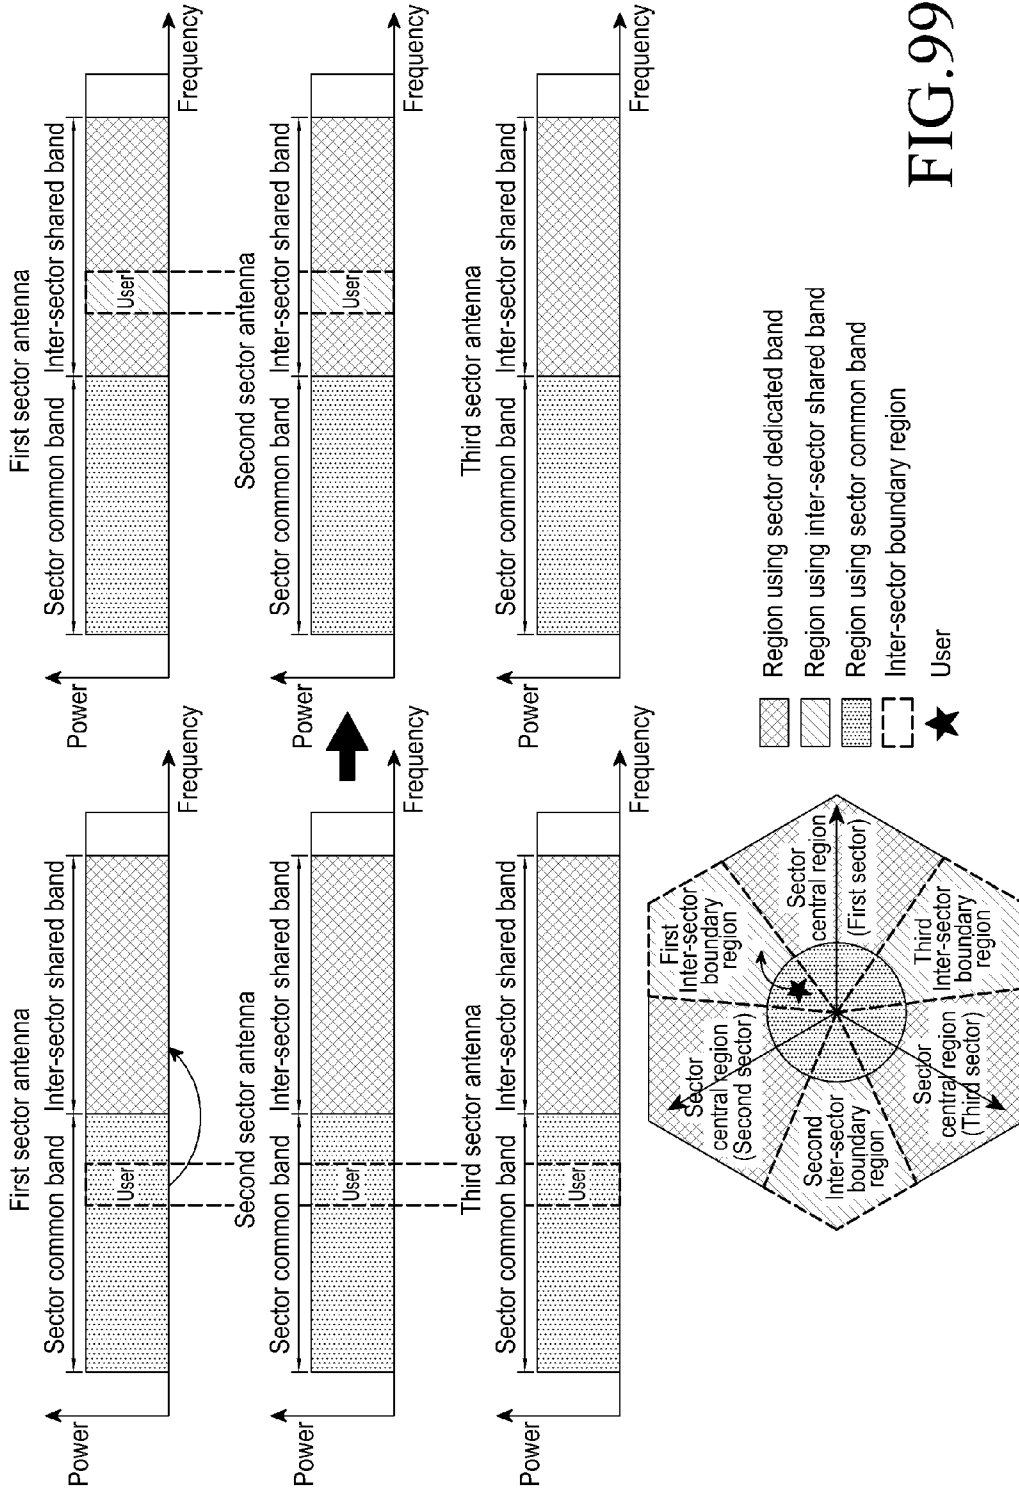 First sector antenna
Sector common band
Inter-sector shared band
Power
User
Frequency
Second sector antenna
Sector common band
Inter-sector shared band
Power
User
Frequency
Third sector antenna
Sector common band
Inter-sector shared band
Power
User
Frequency
First sector antenna
Sector common band
Inter-sector shared band
Power
User
Frequency
Second sector antenna
Sector common band
Inter-sector shared band
Power
User
Frequency
Third sector antenna
Sector common band
Inter-sector shared band
Power
Frequency
First
Inter-sector
boundary
region
Sector
central region
(First sector)
Sector
central region
(Second sector)
Second
Inter-sector
boundary
region
Sector
central region
(Third sector)
Third
Inter-sector
boundary
region
Region using sector dedicated band
Region using inter-sector shared band
Region using sector common band
Inter-sector boundary region
User
FIG.99